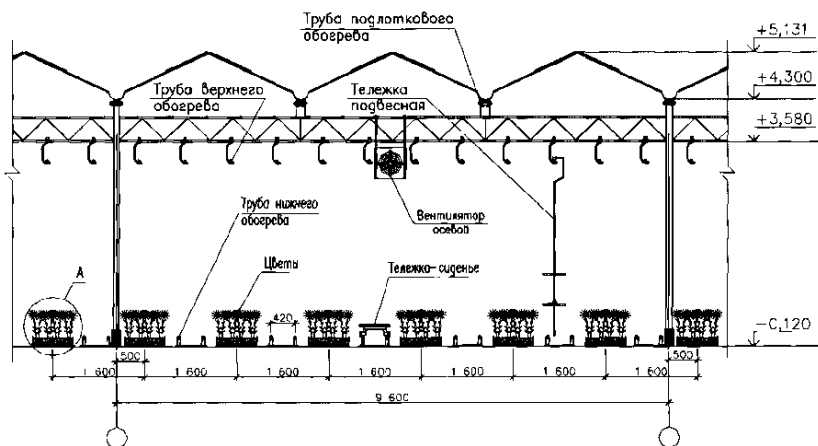 Труба подлоткового
обогрева
+5,131
+4,300
+3,580
Труба верхнего
обогрева
Тележка
подвесная
Труба нижнего
обогрева
Вентилятор
осевой
А
Цветы
Тележка-сиденье
420
-0,120
500
500
1 600
1 600
1 600
1 600
1 600
1 600
1 600
9 600